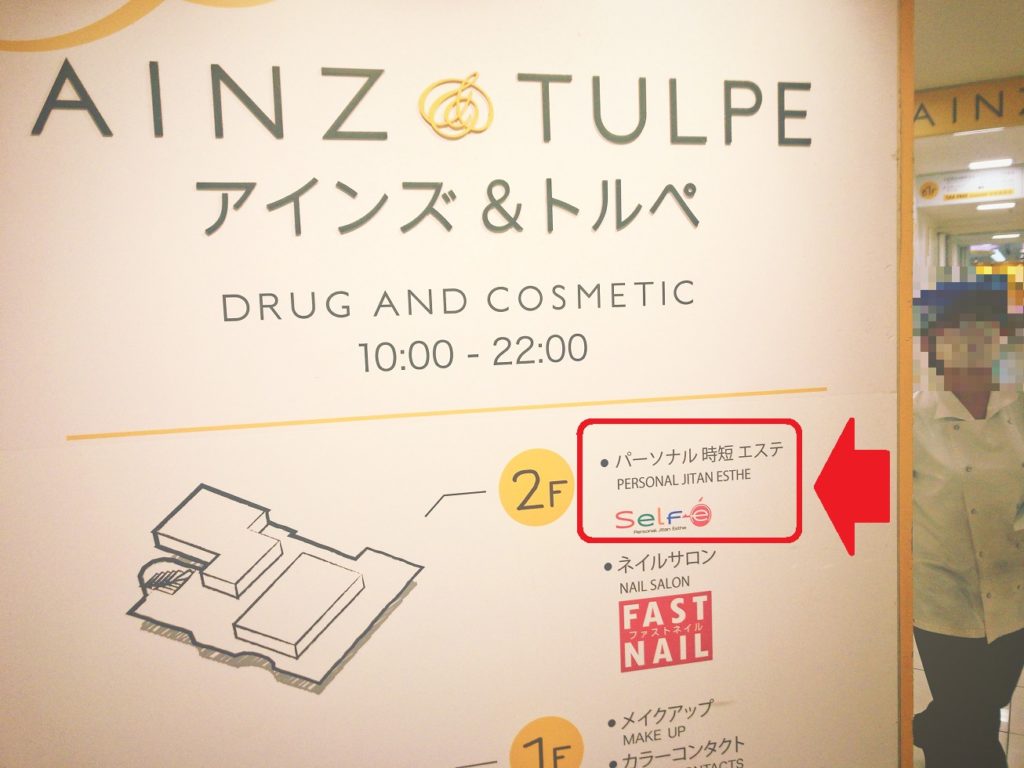 AINZ & TULPE
アインズ&トルペ
DRUG AND COSMETIC
10:00 - 22:00
2F
• パーソナル 時短 エステ
PERSONAL JITAN ESTHE
Self-é
Personal Jitan Esthe
• ネイルサロン
NAIL SALON
FAST
ファストネイル
NAIL
1F
• メイクアップ
MAKE UP
• カラーコンタクト
AINZ